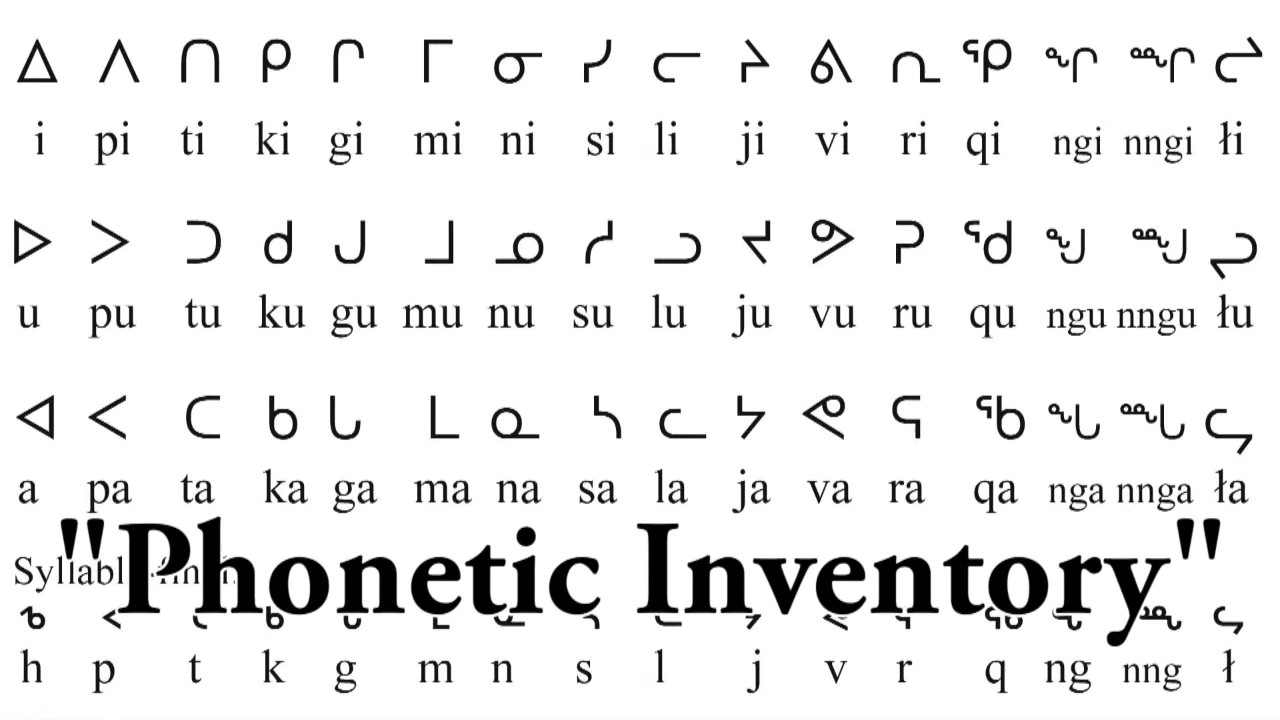 ᐃ ᐱ ᑎ ᑭ ᒋ ᒥ ᓂ ᓯ ᓕ ᔨ ᕕ ᕆ ᕿ ᖏ ᙱ ᖠ
i pi ti ki gi mi ni si li ji vi ri qi ngi nngi łi
ᐅ ᐳ ᑐ ᑯ ᒍ ᒧ ᓄ ᓱ ᓗ ᔪ ᕗ ᕈ ᖁ ᖑ ᙳ ᖢ
u pu tu ku gu mu nu su lu ju vu ru qu ngu nngu łu
ᐊ ᐸ ᑕ ᑲ ᒐ ᒪ ᓇ ᓴ ᓚ ᔭ ᕙ ᕋ ᖃ ᖓ ᙵ ᖤ
a pa ta ka ga ma na sa la ja va ra qa nga nnga ła
"Phonetic Inventory"
h p t k g m n s l j v r q ng nng ł